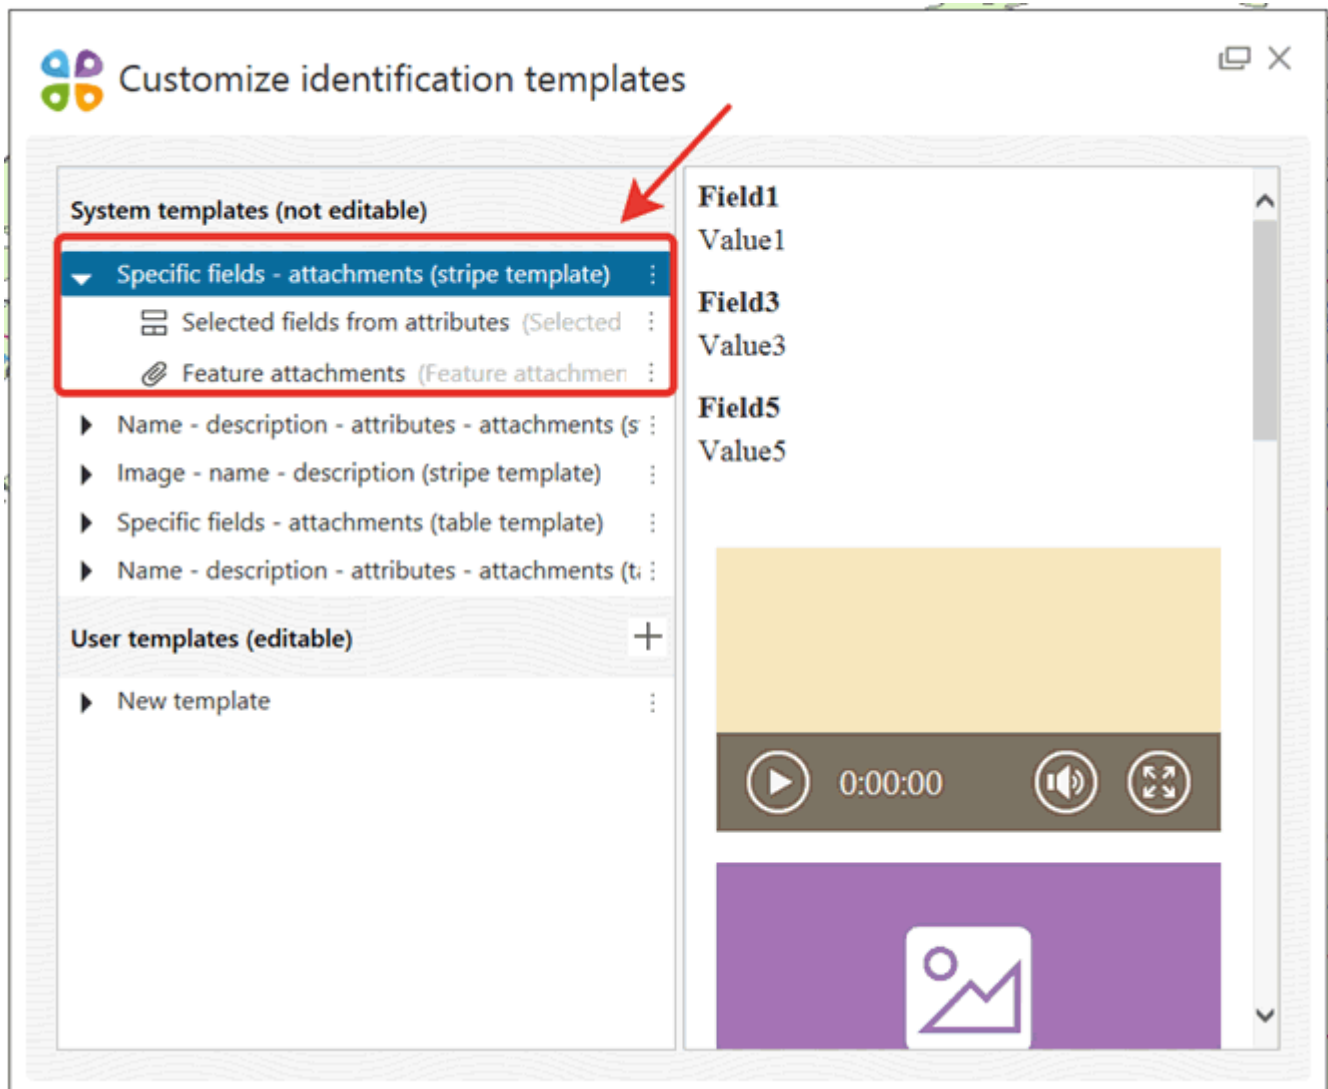 Customize identification templates
System templates (not editable)
Specific fields - attachments (stripe template)
Selected fields from attributes (Selected
Feature attachments (Feature attachmen
Name - description - attributes - attachments (s
Image - name - description (stripe template)
Specific fields - attachments (table template)
Name - description - attributes - attachments (ta
User templates (editable)
New template
Field1
Value1
Field3
Value3
Field5
Value5
0:00:00